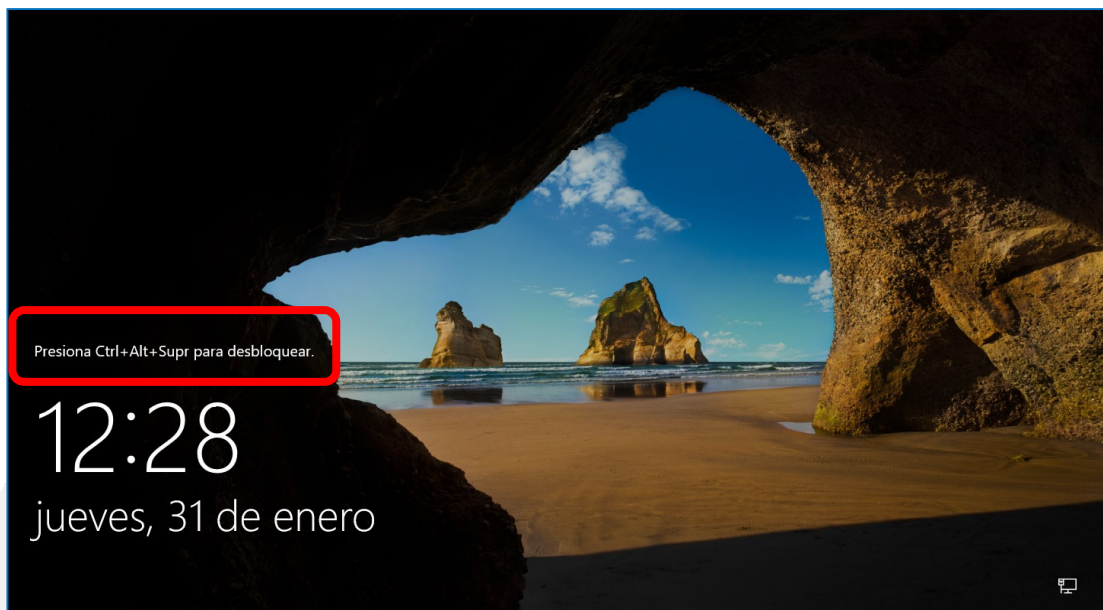 Presiona Ctrl+Alt+Supr para desbloquear.
12:28
jueves, 31 de enero